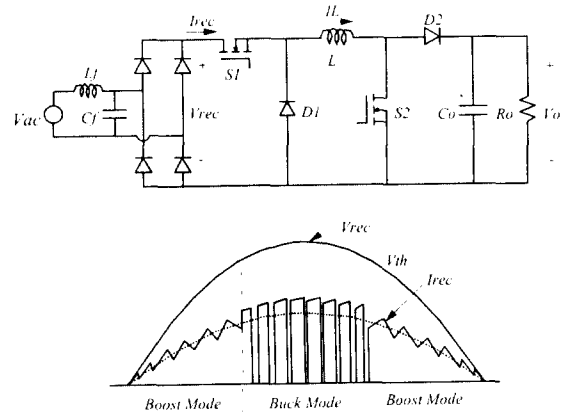 Irec
IL
D2
+
S1
L
+
Lf
Vac
Cf
Vrec
D1
S2
Co
Ro
Vo
-
-
Vrec
Vth
Irec
Boost Mode
Buck Mode
Boost Mode